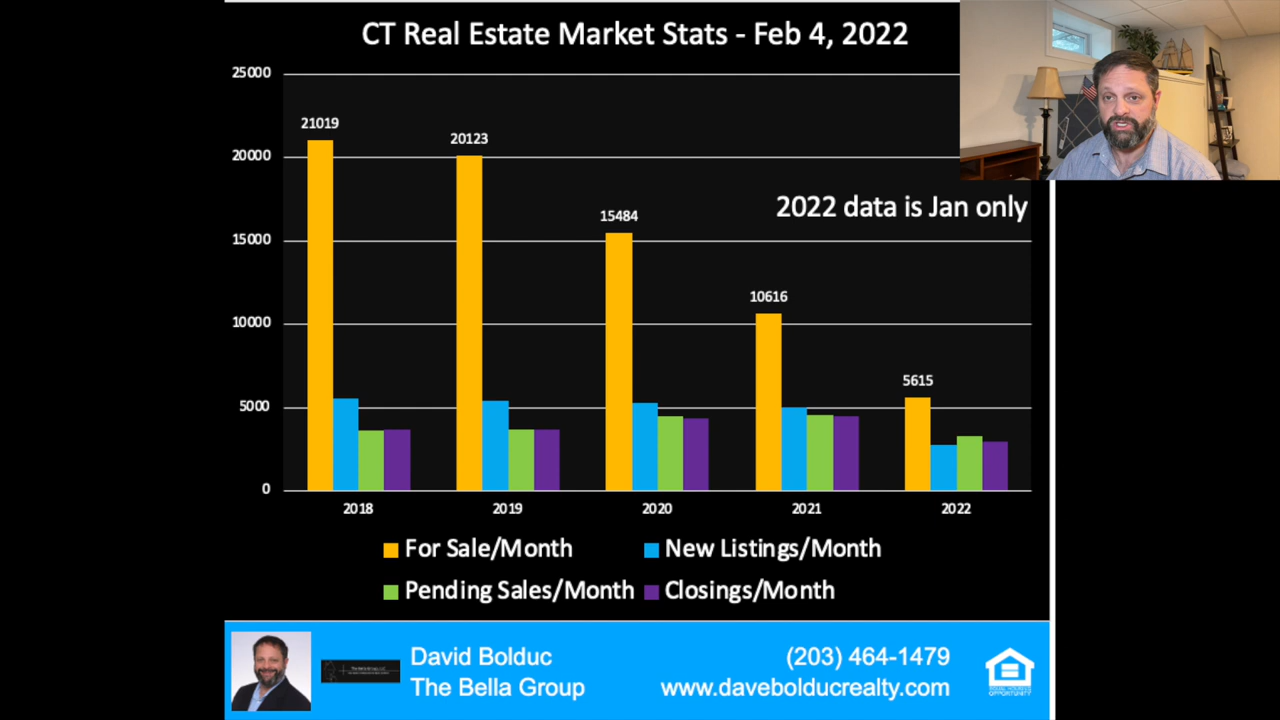 CT Real Estate Market Stats - Feb 4, 2022
25000
21019
20123
20000
2022 data is Jan only
15484
15000
10616
10000
5615
5000
0
2018 2019 2020 2021 2022
For Sale/Month New Listings/Month
Pending Sales/Month Closings/Month
David Bolduc (203) 464-1479
The Bella Group www.davebolducrealty.com
OPPORTUNITY